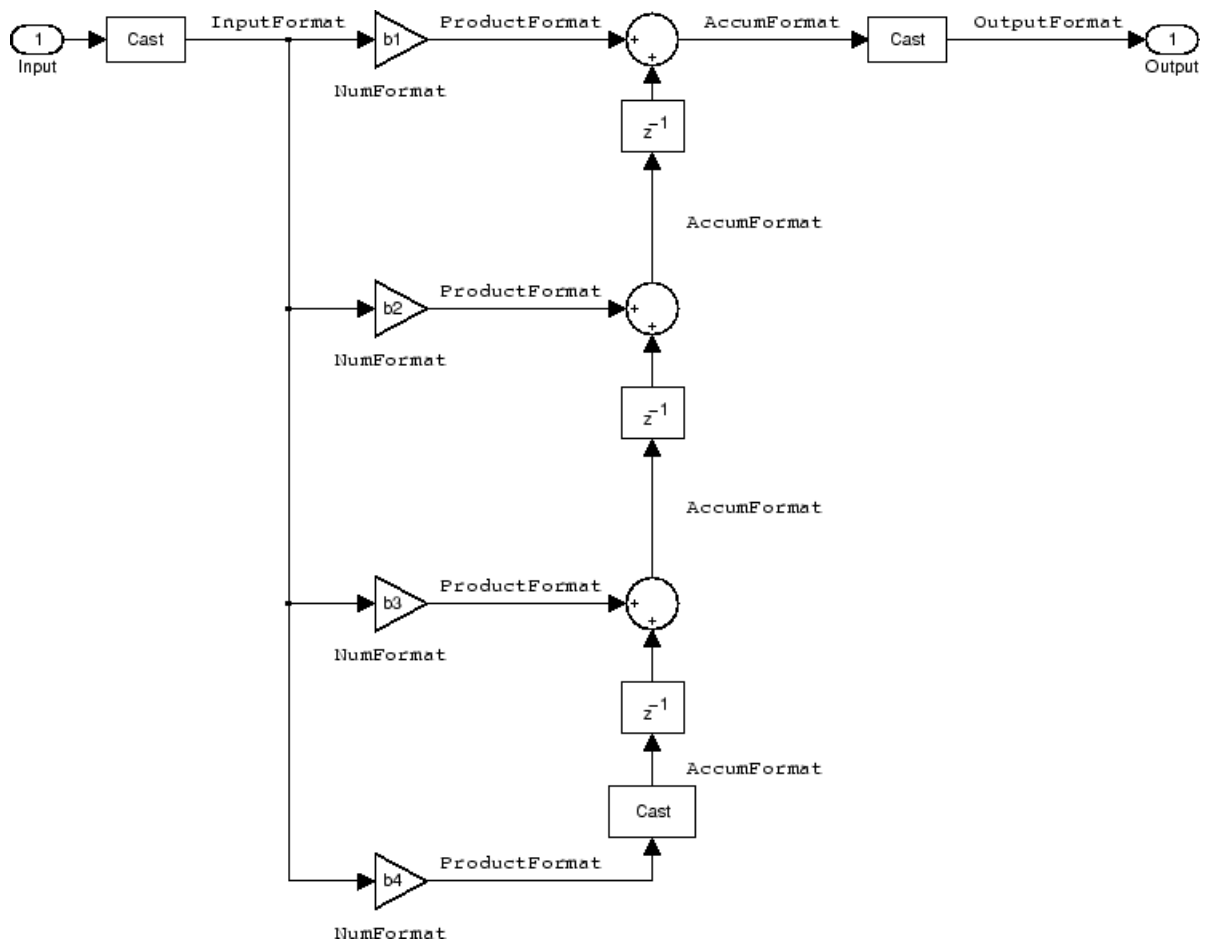 InputFormat
ProductFormat
AccumFormat
OutputFormat
1
Cast
b1
+
+
Cast
1
Input
Output
NumFormat
z-1
AccumFormat
ProductFormat
b2
+
+
NumFormat
z-1
AccumFormat
ProductFormat
b3
+
+
NumFormat
z-1
AccumFormat
Cast
ProductFormat
b4
NumFormat